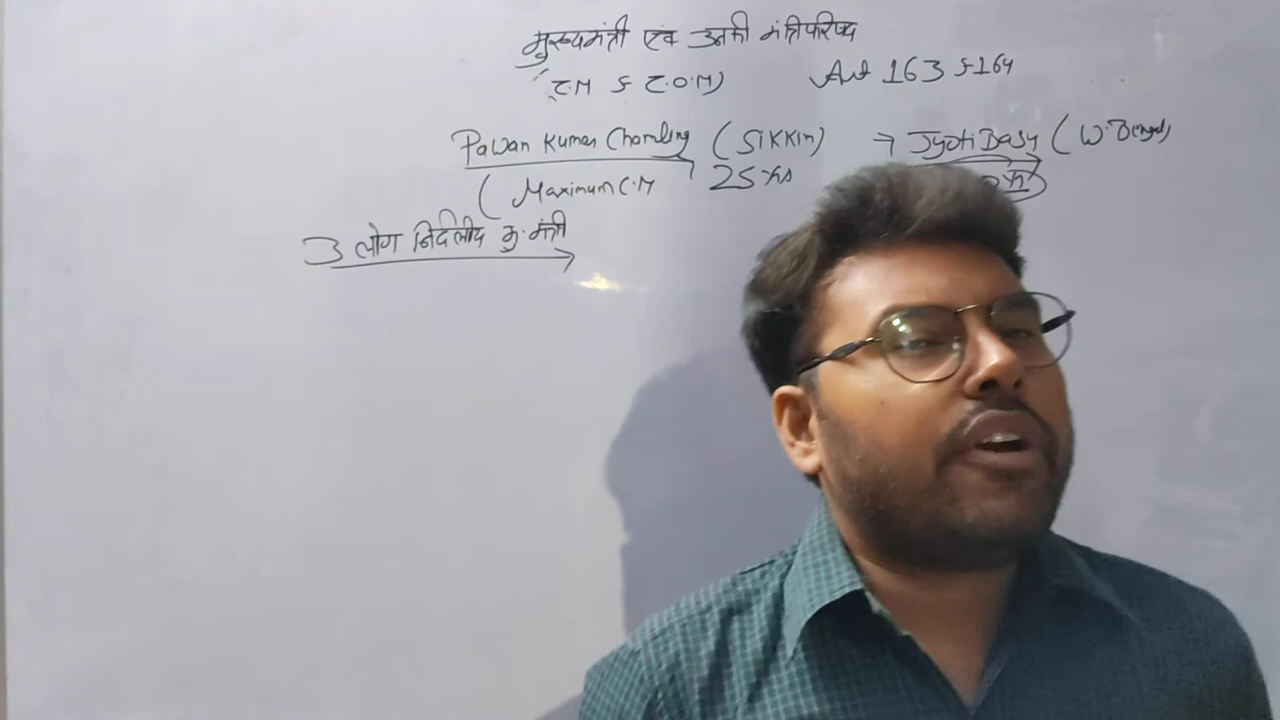 मुख्यमंत्री एवं उनकी मंत्रिपरिषद
C.M & C.O.M) Art 163 & 164
Pawan Kumar Chamling (SIKKIM) → Jyoti Basu (W. Bengal)
(Maximum C.M 25 yrs
3 लोग निर्दलीय मु. मंत्री →